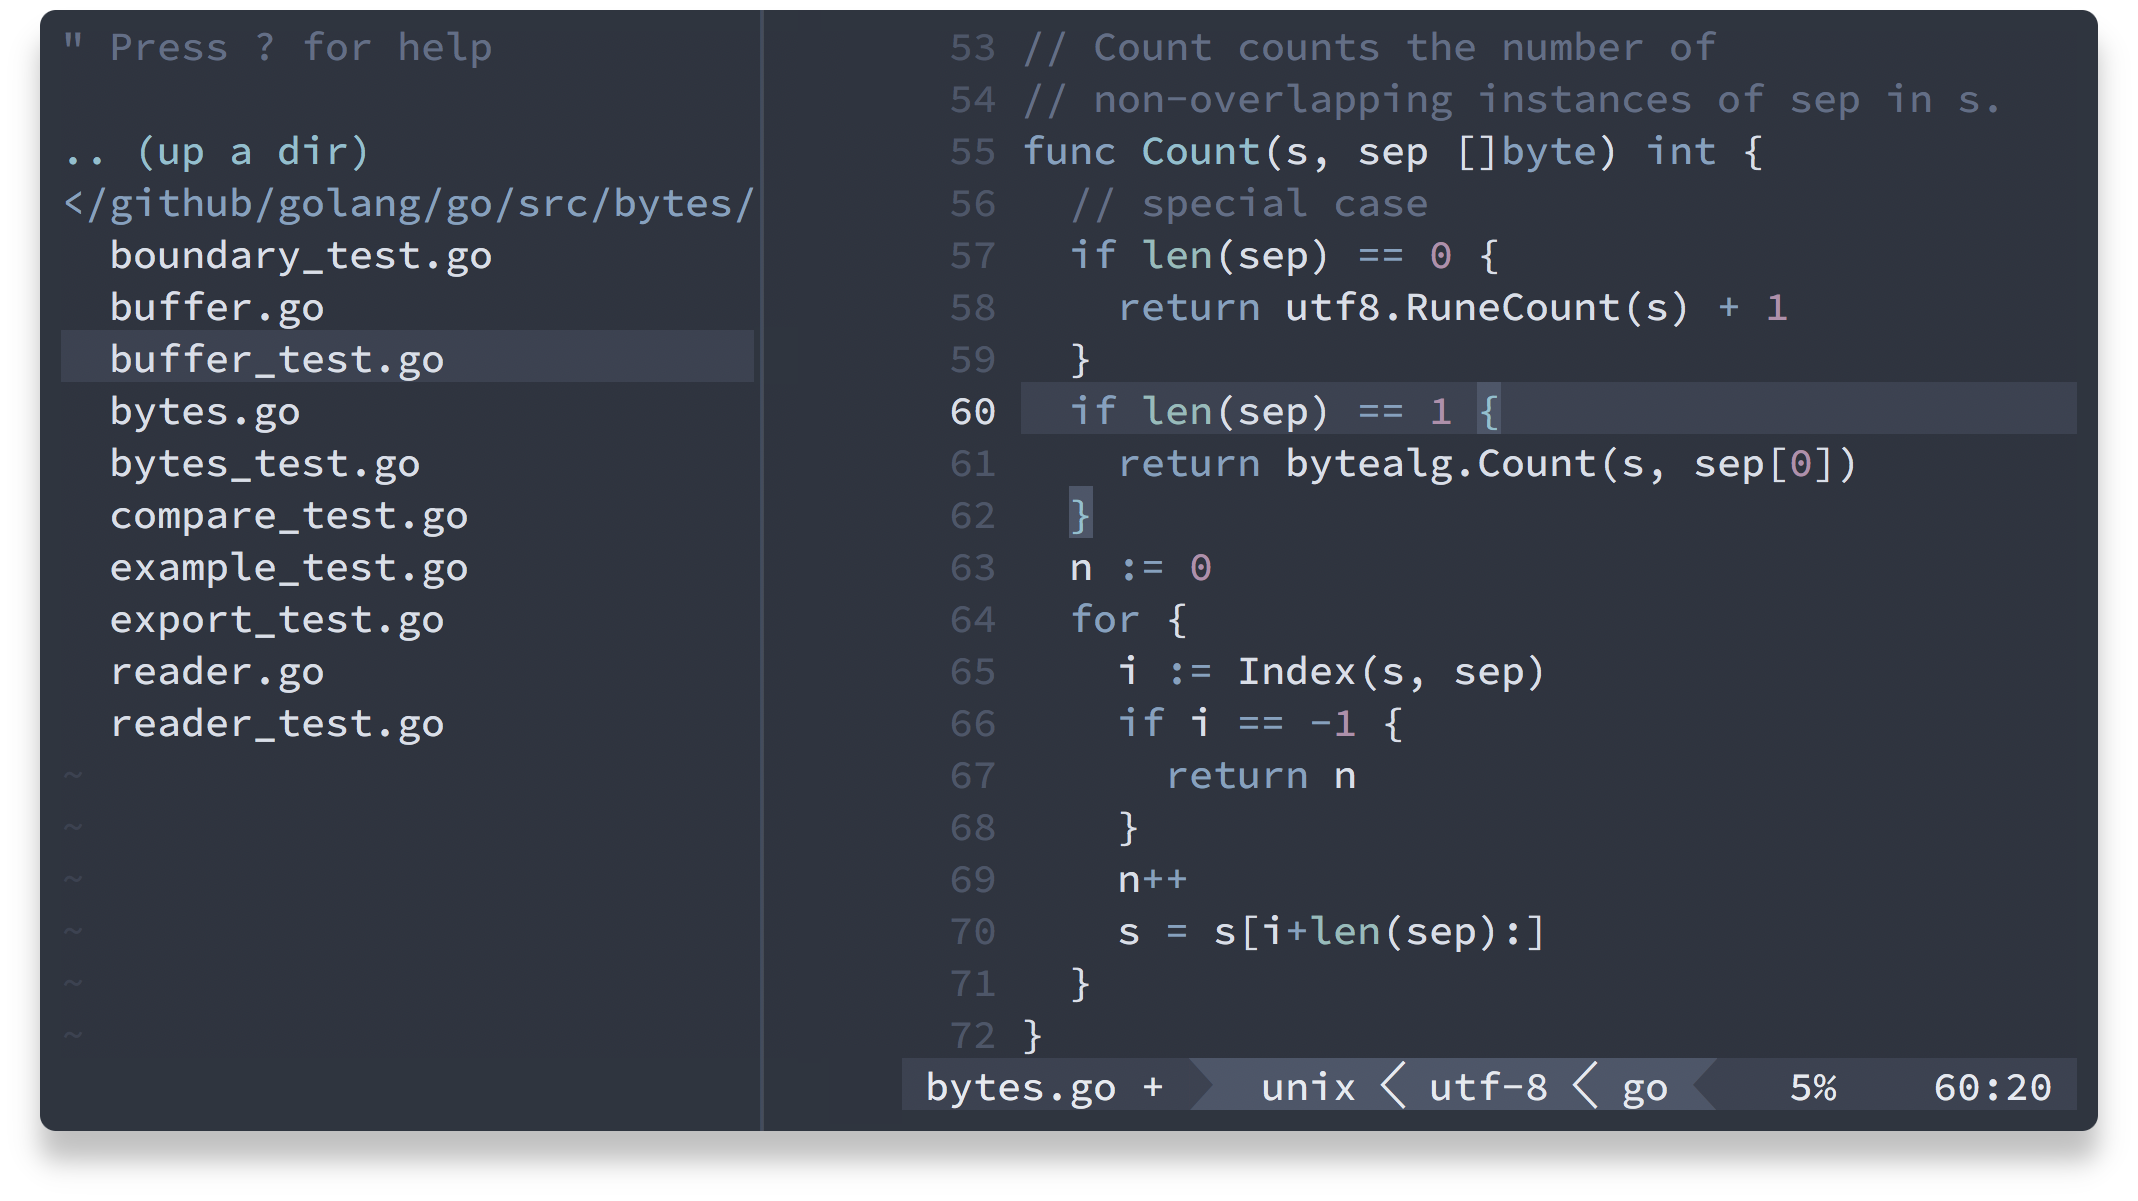 " Press ? for help
.. (up a dir)
</github/golang/go/src/bytes/
boundary_test.go
buffer.go
buffer_test.go
bytes.go
bytes_test.go
compare_test.go
example_test.go
export_test.go
reader.go
reader_test.go
~
~
~
~
~
~
53 // Count counts the number of
54 // non-overlapping instances of sep in s.
55 func Count(s, sep []byte) int {
56   // special case
57   if len(sep) == 0 {
58     return utf8.RuneCount(s) + 1
59   }
60   if len(sep) == 1 {
61     return bytealg.Count(s, sep[0])
62   }
63   n := 0
64   for {
65     i := Index(s, sep)
66     if i == -1 {
67       return n
68     }
69     n++
70     s = s[i+len(sep):]
71   }
72 }
bytes.go + unix utf-8 go 5% 60:20